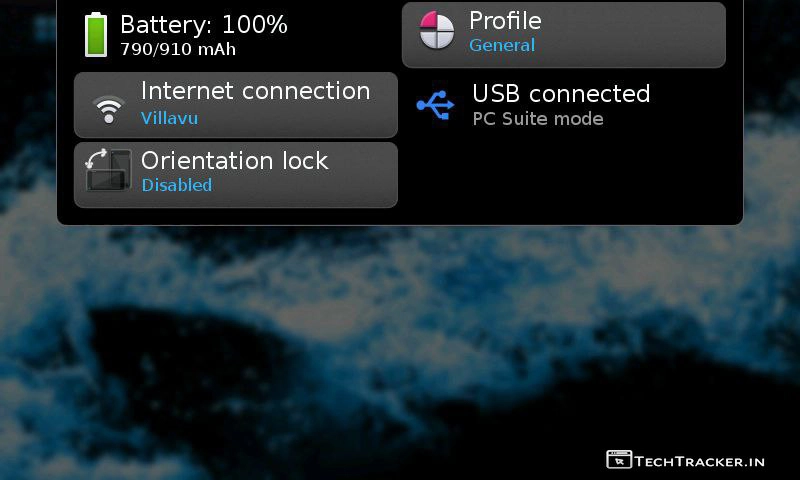 Battery: 100%
790/910 mAh
Profile
General
Internet connection
Villavu
USB connected
PC Suite mode
Orientation lock
Disabled
TECHTRACKER.IN